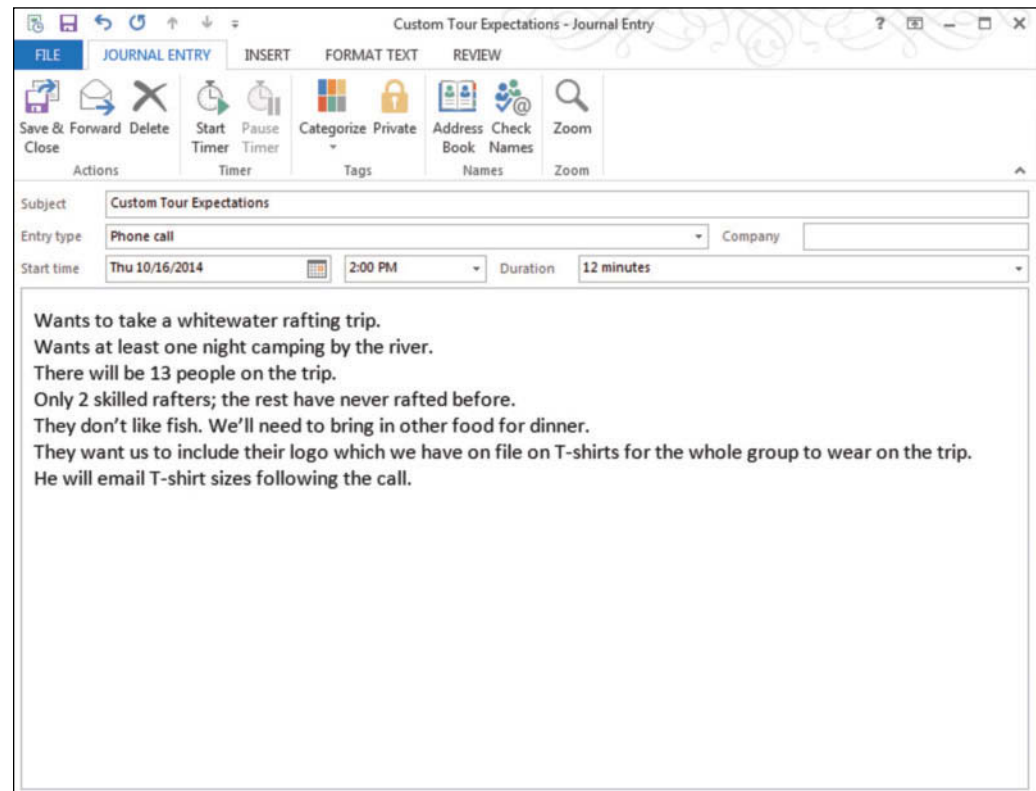 Custom Tour Expectations - Journal Entry
?
FILE JOURNAL ENTRY INSERT FORMAT TEXT REVIEW
Save & Close Forward Delete Start Timer Pause Timer Categorize Private Address Book Check Names Zoom
Actions Timer Tags Names Zoom
Subject Custom Tour Expectations
Entry type Phone call Company
Start time Thu 10/16/2014 2:00 PM Duration 12 minutes
Wants to take a whitewater rafting trip.
Wants at least one night camping by the river.
There will be 13 people on the trip.
Only 2 skilled rafters; the rest have never rafted before.
They don’t like fish. We’ll need to bring in other food for dinner.
They want us to include their logo which we have on file on T-shirts for the whole group to wear on the trip.
He will email T-shirt sizes following the call.